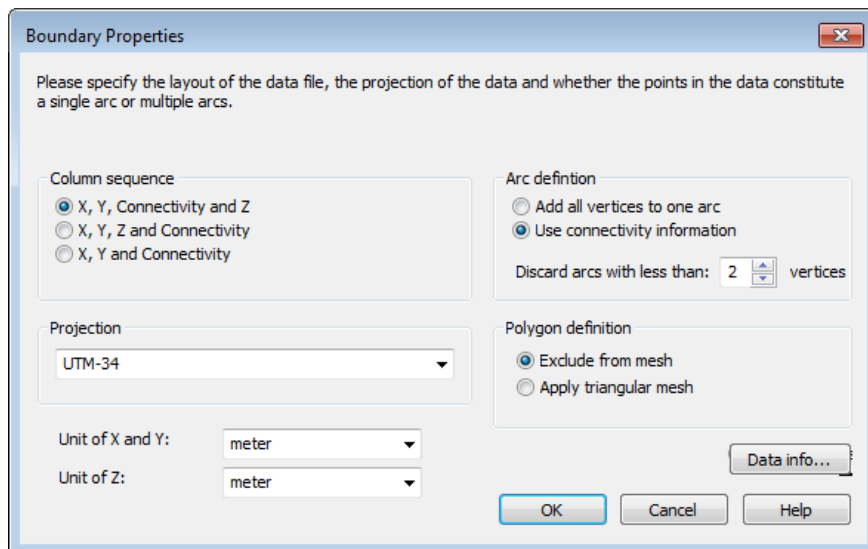 Boundary Properties
Please specify the layout of the data file, the projection of the data and whether the points in the data constitute
a single arc or multiple arcs.
Column sequence
X, Y, Connectivity and Z
X, Y, Z and Connectivity
X, Y and Connectivity
Arc defintion
Add all vertices to one arc
Use connectivity information
Discard arcs with less than: 2 vertices
Projection
UTM-34
Polygon definition
Exclude from mesh
Apply triangular mesh
Unit of X and Y: meter
Unit of Z: meter
Data info...
OK Cancel Help